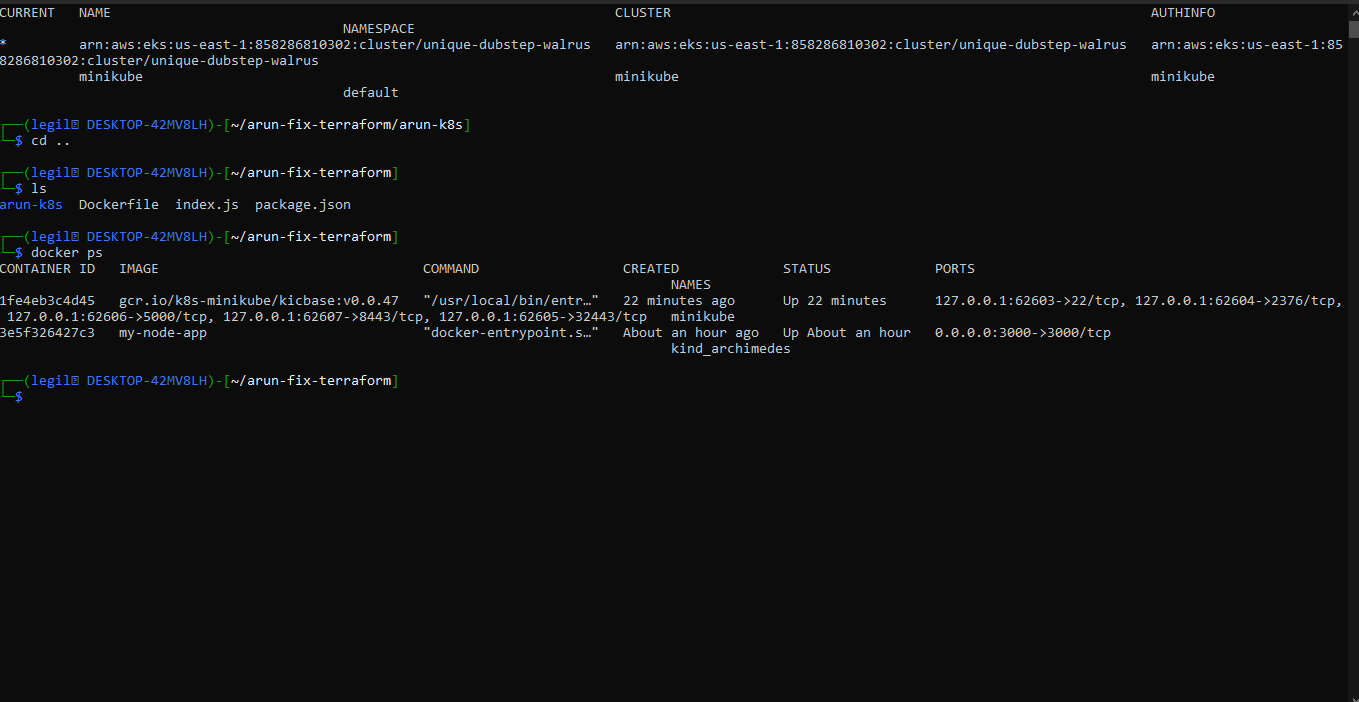 CURRENT   NAME                                                               CLUSTER                                                            AUTHINFO
                                           NAMESPACE
*         arn:aws:eks:us-east-1:858286810302:cluster/unique-dubstep-walrus   arn:aws:eks:us-east-1:858286810302:cluster/unique-dubstep-walrus   arn:aws:eks:us-east-1:85
8286810302:cluster/unique-dubstep-walrus
          minikube                                                           minikube                                                           minikube
                                           default
┌──(legil DESKTOP-42MV8LH)-[~/arun-fix-terraform/arun-k8s]
└─$ cd ..
┌──(legil DESKTOP-42MV8LH)-[~/arun-fix-terraform]
└─$ ls
arun-k8s  Dockerfile  index.js  package.json
┌──(legil DESKTOP-42MV8LH)-[~/arun-fix-terraform]
└─$ docker ps
CONTAINER ID   IMAGE                                 COMMAND                  CREATED             STATUS             PORTS
                                                                                    NAMES
1fe4eb3c4d45   gcr.io/k8s-minikube/kicbase:v0.0.47   "/usr/local/bin/entr…"   22 minutes ago      Up 22 minutes      127.0.0.1:62603->22/tcp, 127.0.0.1:62604->2376/tcp,
 127.0.0.1:62606->5000/tcp, 127.0.0.1:62607->8443/tcp, 127.0.0.1:62605->32443/tcp   minikube
3e5f326427c3   my-node-app                           "docker-entrypoint.s…"   About an hour ago   Up About an hour   0.0.0.0:3000->3000/tcp
                                                                                    kind_archimedes
┌──(legil DESKTOP-42MV8LH)-[~/arun-fix-terraform]
└─$